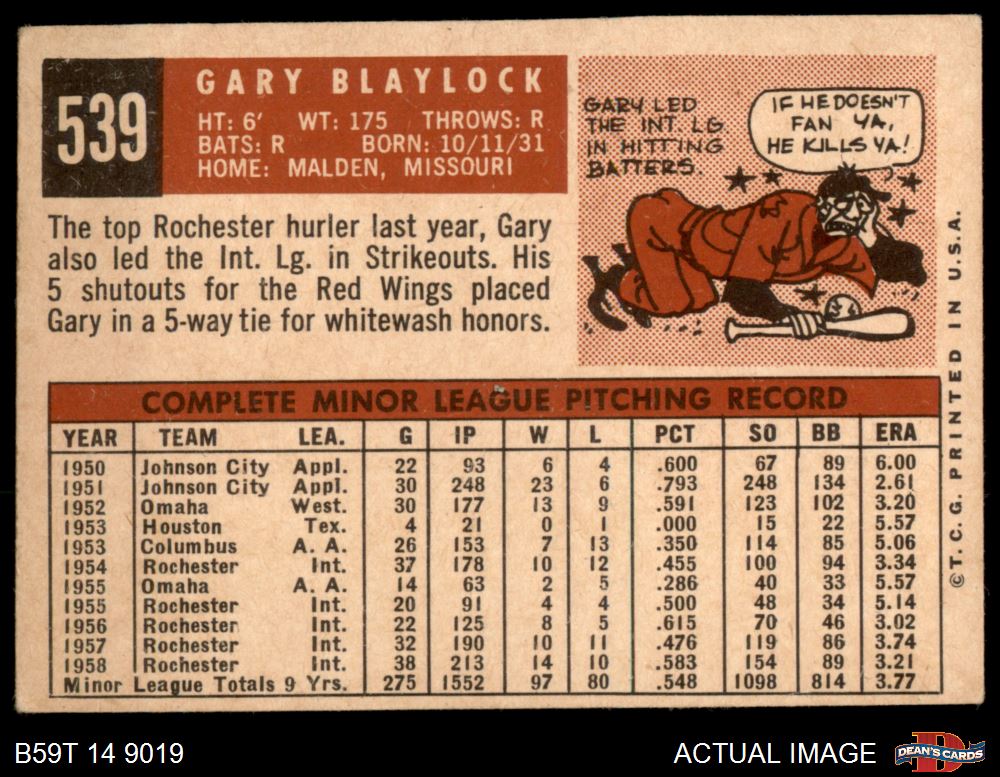 539
GARY BLAYLOCK
HT: 6' WT: 175 THROWS: R
BATS: R BORN: 10/11/31
HOME: MALDEN, MISSOURI
The top Rochester hurler last year, Gary
also led the Int. Lg. in Strikeouts. His
5 shutouts for the Red Wings placed
Gary in a 5-way tie for whitewash honors.
GARY LED
THE INT. LG
IN HITTING
BATTERS.
IF HE DOESN'T
FAN YA,
HE KILLS YA!
COMPLETE MINOR LEAGUE PITCHING RECORD
YEAR TEAM LEA. G IP W L PCT SO BB ERA
1950 Johnson City Appl. 22 93 6 4 .600 67 89 6.00
1951 Johnson City Appl. 30 248 23 6 .793 248 134 2.61
1952 Omaha West. 30 177 13 9 .591 123 102 3.20
1953 Houston Tex. 4 21 0 1 .000 15 22 5.57
1953 Columbus A. A. 26 153 7 13 .350 114 85 5.06
1954 Rochester Int. 37 178 10 12 .455 100 94 3.34
1955 Omaha A. A. 14 63 2 5 .286 40 33 5.57
1955 Rochester Int. 20 91 4 4 .500 48 34 5.14
1956 Rochester Int. 22 125 8 5 .615 70 46 3.02
1957 Rochester Int. 32 190 10 11 .476 119 86 3.74
1958 Rochester Int. 38 213 14 10 .583 154 89 3.21
Minor League Totals 9 Yrs. 275 1552 97 80 .548 1098 814 3.77
©T. C. G. PRINTED IN U.S.A.
B59T 14 9019
ACTUAL IMAGE
DEAN'S CARDS